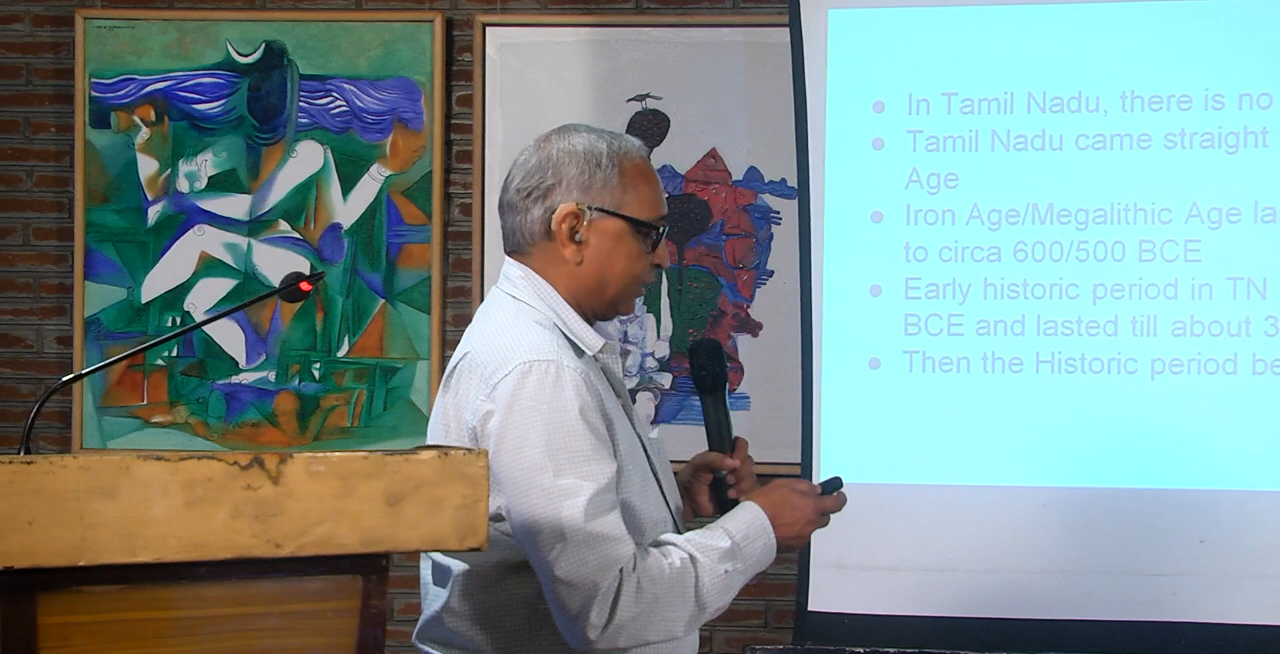 • In Tamil Nadu, there is no
• Tamil Nadu came straight
Age
• Iron Age/Megalithic Age la
to circa 600/500 BCE
• Early historic period in TN
BCE and lasted till about 3
• Then the Historic period be